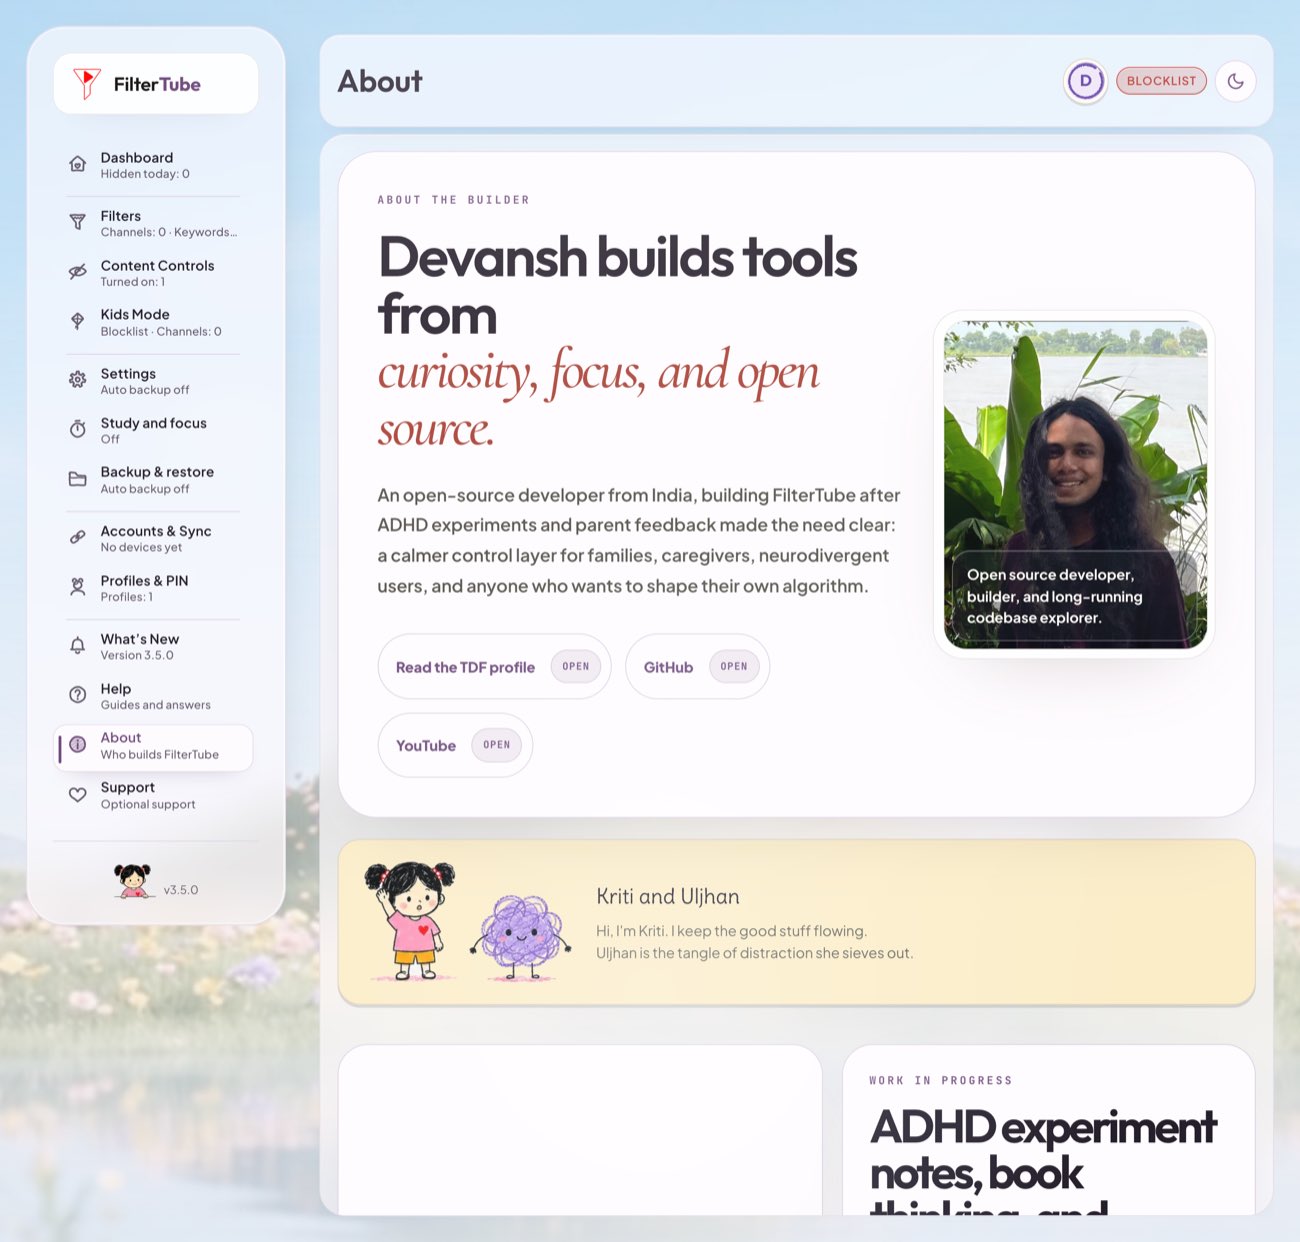 FilterTube
Dashboard
Hidden today: 0
Filters
Channels: 0 · Keywords...
Content Controls
Turned on: 1
Kids Mode
Blocklist · Channels: 0
Settings
Auto backup off
Study and focus
Off
Backup & restore
Auto backup off
Accounts & Sync
No devices yet
Profiles & PIN
Profiles: 1
What's New
Version 3.5.0
Help
Guides and answers
About
Who builds FilterTube
Support
Optional support
v3.5.0
About
D
BLOCKLIST
ABOUT THE BUILDER
Devansh builds tools
from
curiosity, focus, and open
source.
An open-source developer from India, building FilterTube after
ADHD experiments and parent feedback made the need clear:
a calmer control layer for families, caregivers, neurodivergent
users, and anyone who wants to shape their own algorithm.
Read the TDF profile OPEN
GitHub OPEN
YouTube OPEN
Open source developer,
builder, and long-running
codebase explorer.
Kriti and Uljhan
Hi, I'm Kriti. I keep the good stuff flowing.
Uljhan is the tangle of distraction she sieves out.
WORK IN PROGRESS
ADHD experiment
notes, book
thinking, and